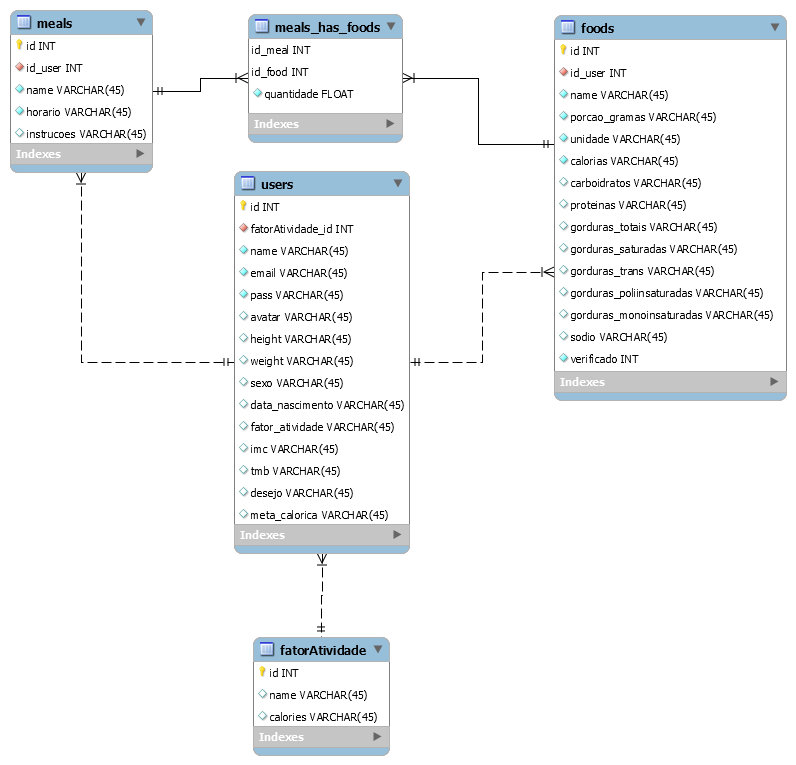 meals
id INT
id_user INT
name VARCHAR(45)
horario VARCHAR(45)
instrucoes VARCHAR(45)
Indexes
meals_has_foods
id_meal INT
id_food INT
quantidade FLOAT
Indexes
foods
id INT
id_user INT
name VARCHAR(45)
porcao_gramas VARCHAR(45)
unidade VARCHAR(45)
calorias VARCHAR(45)
carboidratos VARCHAR(45)
proteinas VARCHAR(45)
gorduras_totais VARCHAR(45)
gorduras_saturadas VARCHAR(45)
gorduras_trans VARCHAR(45)
gorduras_poliinsaturadas VARCHAR(45)
gorduras_monoinsaturadas VARCHAR(45)
sodio VARCHAR(45)
verificado INT
Indexes
users
id INT
fatorAtividade_id INT
name VARCHAR(45)
email VARCHAR(45)
pass VARCHAR(45)
avatar VARCHAR(45)
height VARCHAR(45)
weight VARCHAR(45)
sexo VARCHAR(45)
data_nascimento VARCHAR(45)
fator_atividade VARCHAR(45)
imc VARCHAR(45)
tmb VARCHAR(45)
desejo VARCHAR(45)
meta_calorica VARCHAR(45)
Indexes
fatorAtividade
id INT
name VARCHAR(45)
calories VARCHAR(45)
Indexes